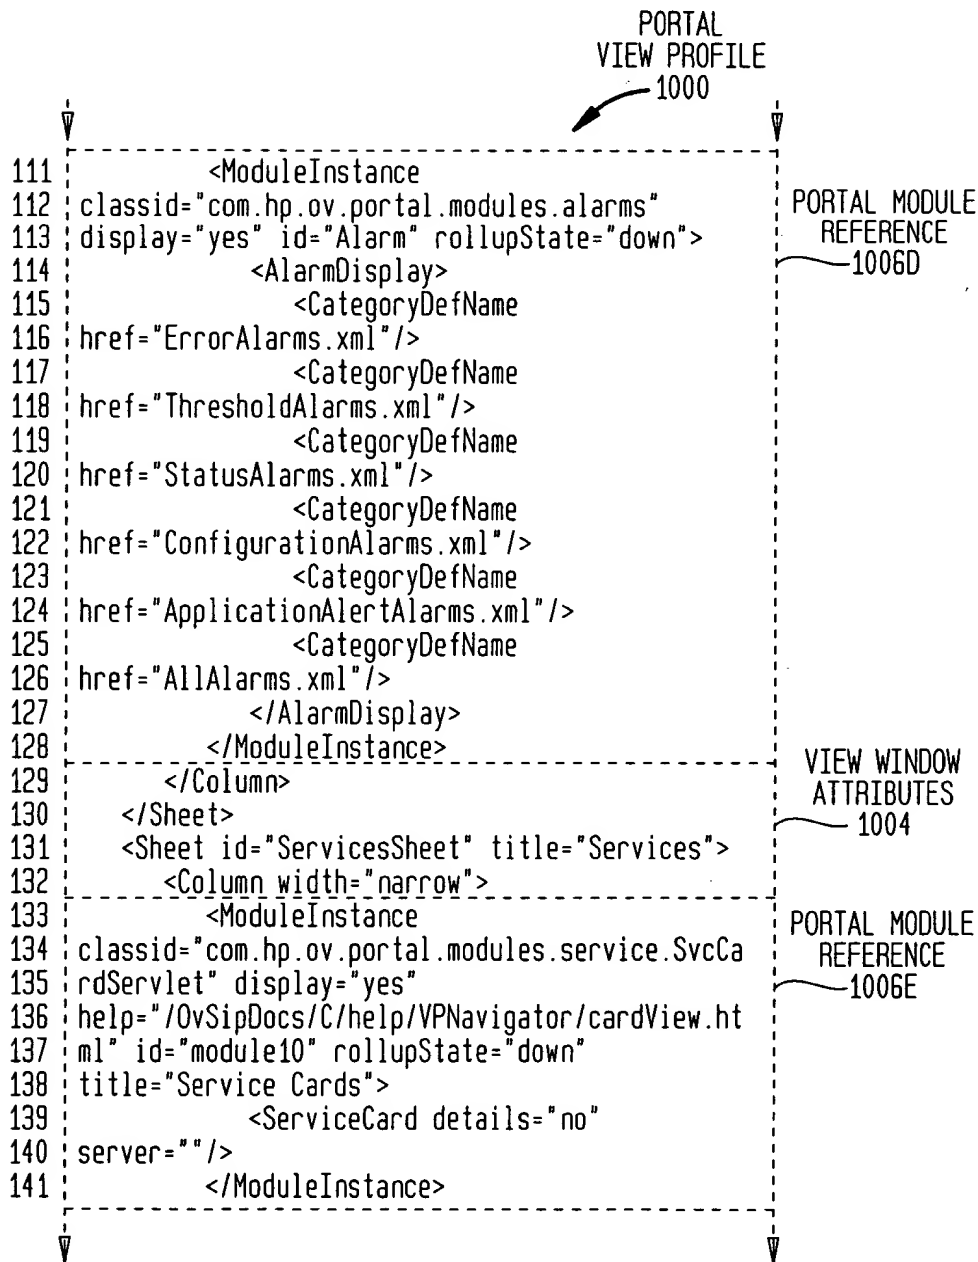 PORTAL
VIEW PROFILE
1000
111 <ModuleInstance
112 classid="com.hp.ov.portal.modules.alarms"
113 display="yes" id="Alarm" rollupState="down">
114 <AlarmDisplay>
115 <CategoryDefName
116 href="ErrorAlarms.xml"/>
117 <CategoryDefName
118 href="ThresholdAlarms.xml"/>
119 <CategoryDefName
120 href="StatusAlarms.xml"/>
121 <CategoryDefName
122 href="ConfigurationAlarms.xml"/>
123 <CategoryDefName
124 href="ApplicationAlertAlarms.xml"/>
125 <CategoryDefName
126 href="AllAlarms.xml"/>
127 </AlarmDisplay>
128 </ModuleInstance>
PORTAL MODULE
REFERENCE
1006D
129 </Column>
130 </Sheet>
131 <Sheet id="ServicesSheet" title="Services">
132 <Column width="narrow">
VIEW WINDOW
ATTRIBUTES
1004
133 <ModuleInstance
134 classid="com.hp.ov.portal.modules.service.SvcCa
135 rdServlet" display="yes"
136 help="/OvSipDocs/C/help/VPNavigator/cardView.ht
137 ml" id="module10" rollupState="down"
138 title="Service Cards">
139 <ServiceCard details="no"
140 server=""/>
141 </ModuleInstance>
PORTAL MODULE
REFERENCE
1006E